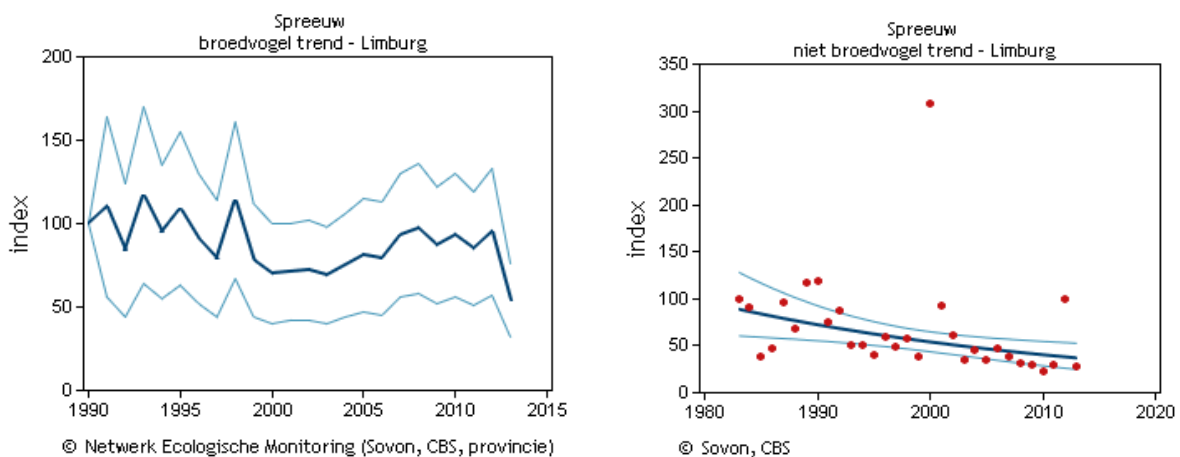 Spreeuw
broedvogel trend - Limburg
200
150
100
50
0
index
1990 1995 2000 2005 2010 2015
© Netwerk Ecologische Monitoring (Sovon, CBS, provincie)
Spreeuw
niet broedvogel trend - Limburg
350
300
250
200
150
100
50
0
index
1980 1990 2000 2010 2020
© Sovon, CBS